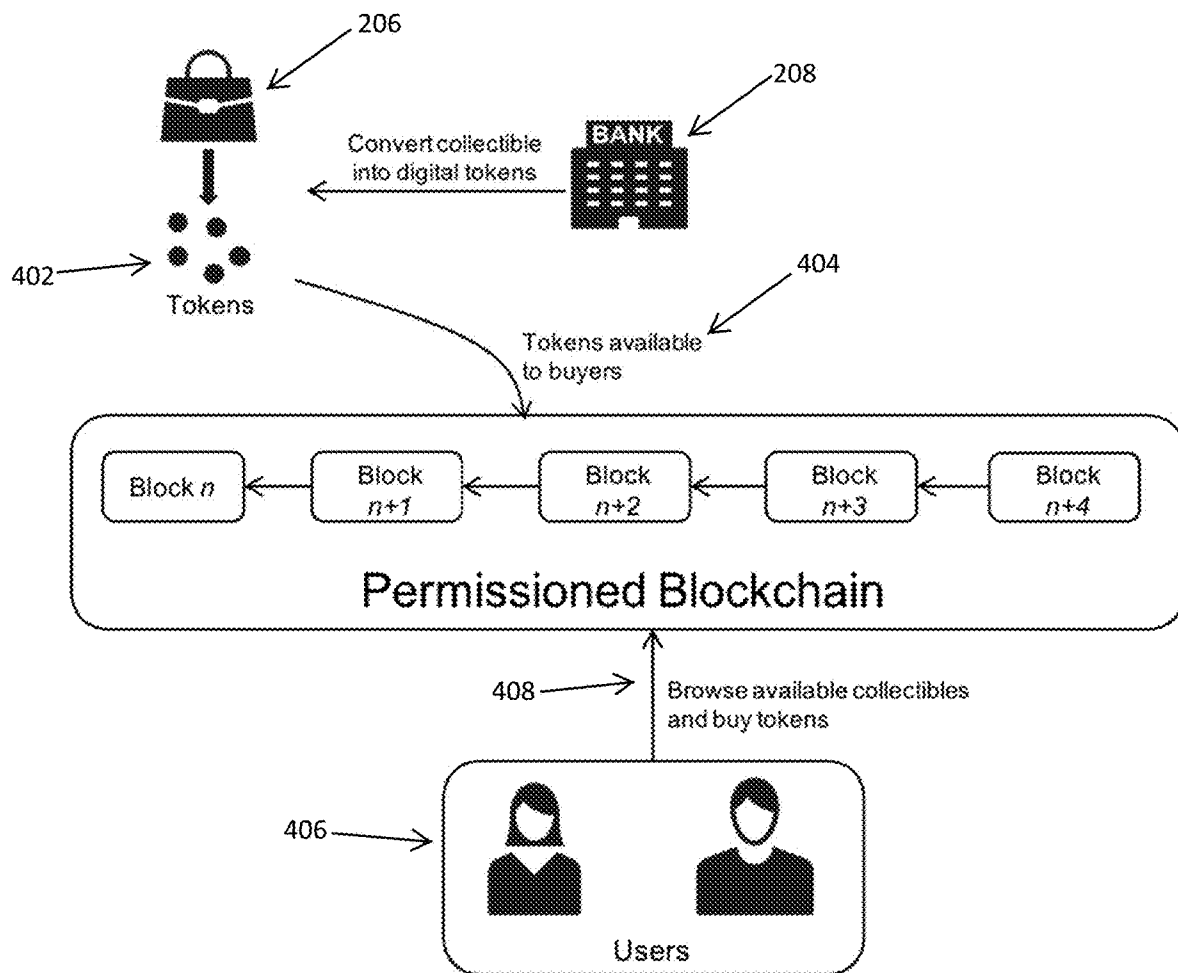 206
208
BANK
Convert collectible
into digital tokens
402
Tokens
404
Tokens available
to buyers
Block n
Block
n+1
Block
n+2
Block
n+3
Block
n+4
Permissioned Blockchain
408
Browse available collectibles
and buy tokens
406
Users